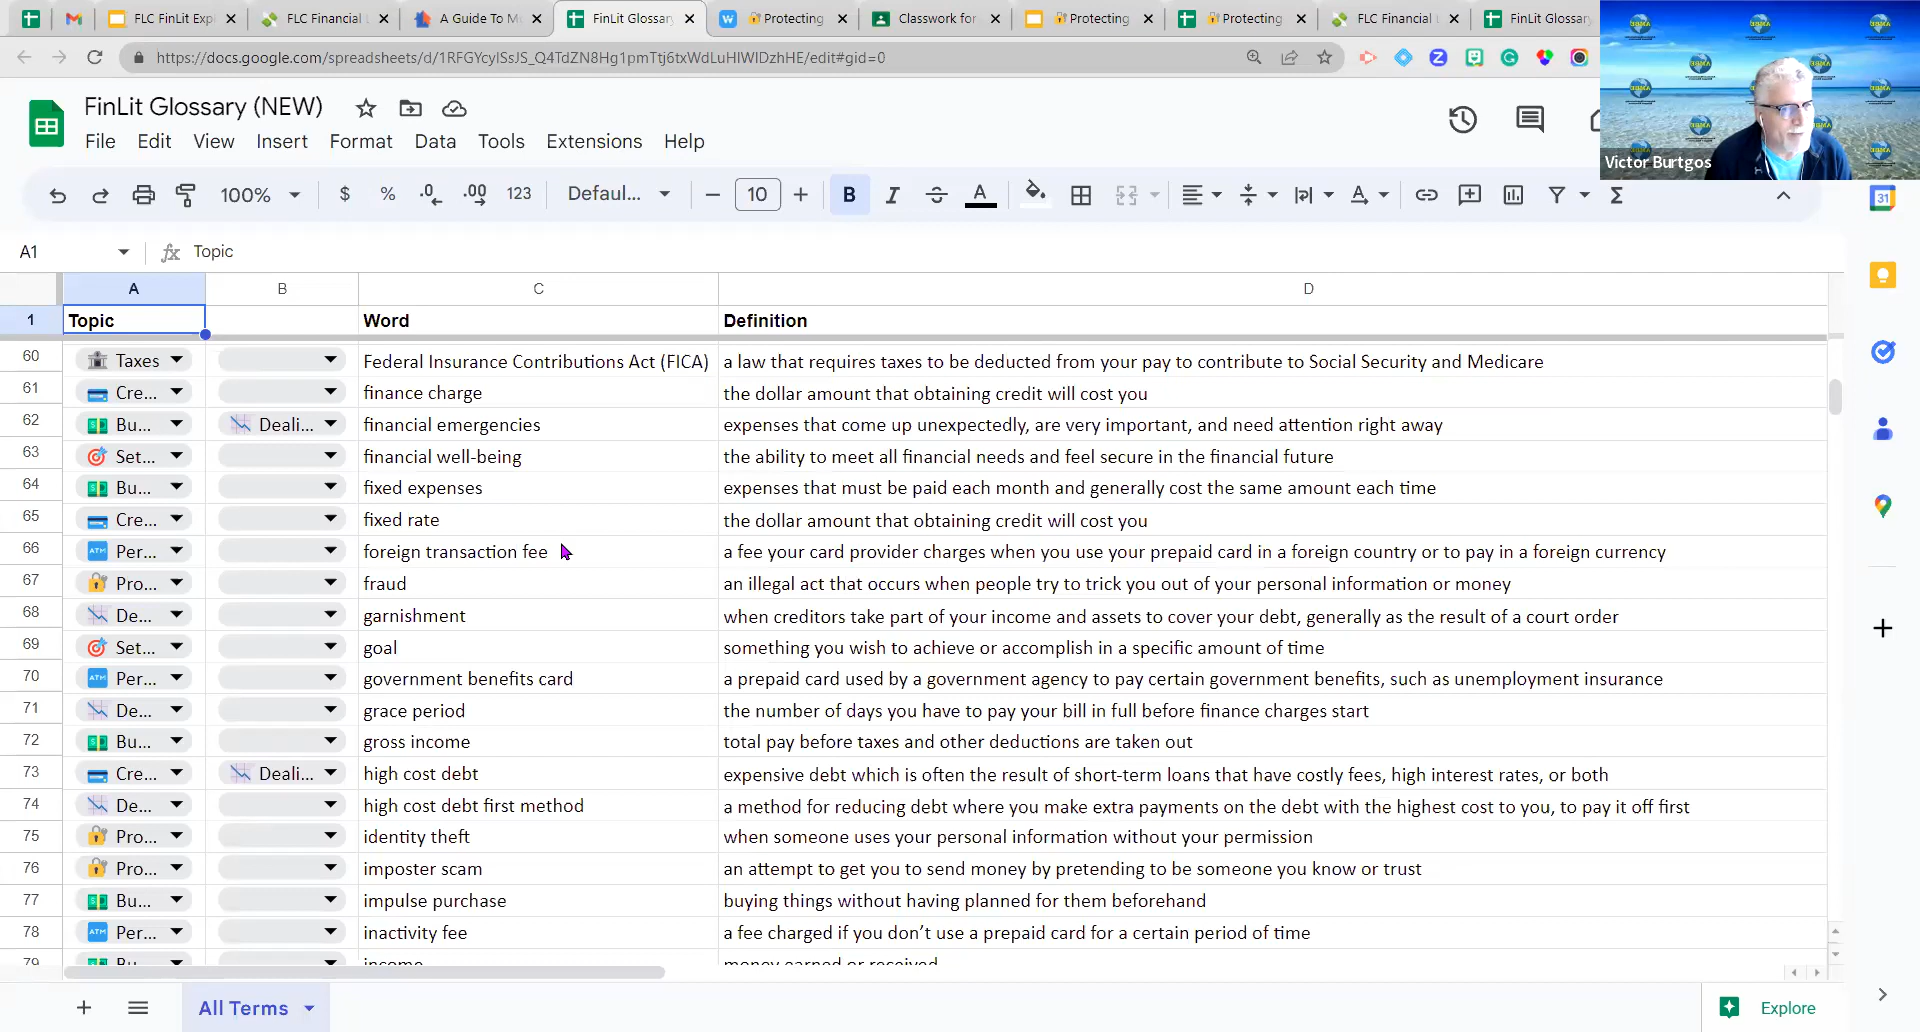 FLC FinLit Exp
FLC Financial
A Guide To M
FinLit Glossary
Protecting
Classwork for
Protecting
Protecting
FLC Financial
FinLit Glossary
https://docs.google.com/spreadsheets/d/1RFGYcylSsJS_Q4TdZN8Hg1pmTtj6txWdLuHIWIDzhHE/edit#gid=0
FinLit Glossary (NEW)
File Edit View Insert Format Data Tools Extensions Help
Victor Burtgos
100% $ % .0 .00 123 Defaul... 10 B I A
31
A1 fx Topic
A B C D
1 Topic Word Definition
60 Taxes Federal Insurance Contributions Act (FICA) a law that requires taxes to be deducted from your pay to contribute to Social Security and Medicare
61 Cre... finance charge the dollar amount that obtaining credit will cost you
62 Bu... Deali... financial emergencies expenses that come up unexpectedly, are very important, and need attention right away
63 Set... financial well-being the ability to meet all financial needs and feel secure in the financial future
64 Bu... fixed expenses expenses that must be paid each month and generally cost the same amount each time
65 Cre... fixed rate the dollar amount that obtaining credit will cost you
66 ATM Per... foreign transaction fee a fee your card provider charges when you use your prepaid card in a foreign country or to pay in a foreign currency
67 Pro... fraud an illegal act that occurs when people try to trick you out of your personal information or money
68 De... garnishment when creditors take part of your income and assets to cover your debt, generally as the result of a court order
69 Set... goal something you wish to achieve or accomplish in a specific amount of time
70 ATM Per... government benefits card a prepaid card used by a government agency to pay certain government benefits, such as unemployment insurance
71 De... grace period the number of days you have to pay your bill in full before finance charges start
72 Bu... gross income total pay before taxes and other deductions are taken out
73 Cre... Deali... high cost debt expensive debt which is often the result of short-term loans that have costly fees, high interest rates, or both
74 De... high cost debt first method a method for reducing debt where you make extra payments on the debt with the highest cost to you, to pay it off first
75 Pro... identity theft when someone uses your personal information without your permission
76 Pro... imposter scam an attempt to get you to send money by pretending to be someone you know or trust
77 Bu... impulse purchase buying things without having planned for them beforehand
78 ATM Per... inactivity fee a fee charged if you don't use a prepaid card for a certain period of time
79 Bu... income money earned or received
All Terms
Explore